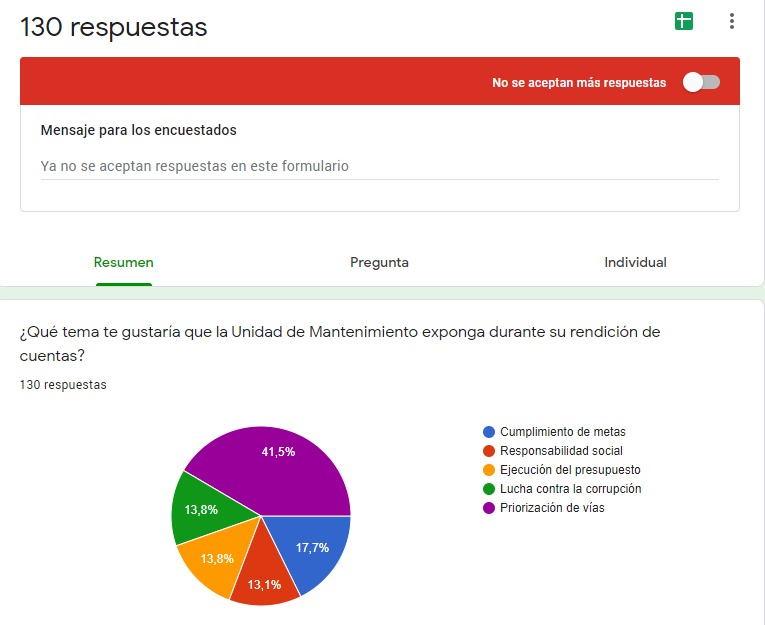 130 respuestas
No se aceptan más respuestas
Mensaje para los encuestados
Ya no se aceptan respuestas en este formulario
Resumen
Pregunta
Individual
¿Qué tema te gustaría que la Unidad de Mantenimiento exponga durante su rendición de
cuentas?
130 respuestas
41,5%
13,8%
13,8%
13,1%
17,7%
Cumplimiento de metas
Responsabilidad social
Ejecución del presupuesto
Lucha contra la corrupción
Priorización de vías